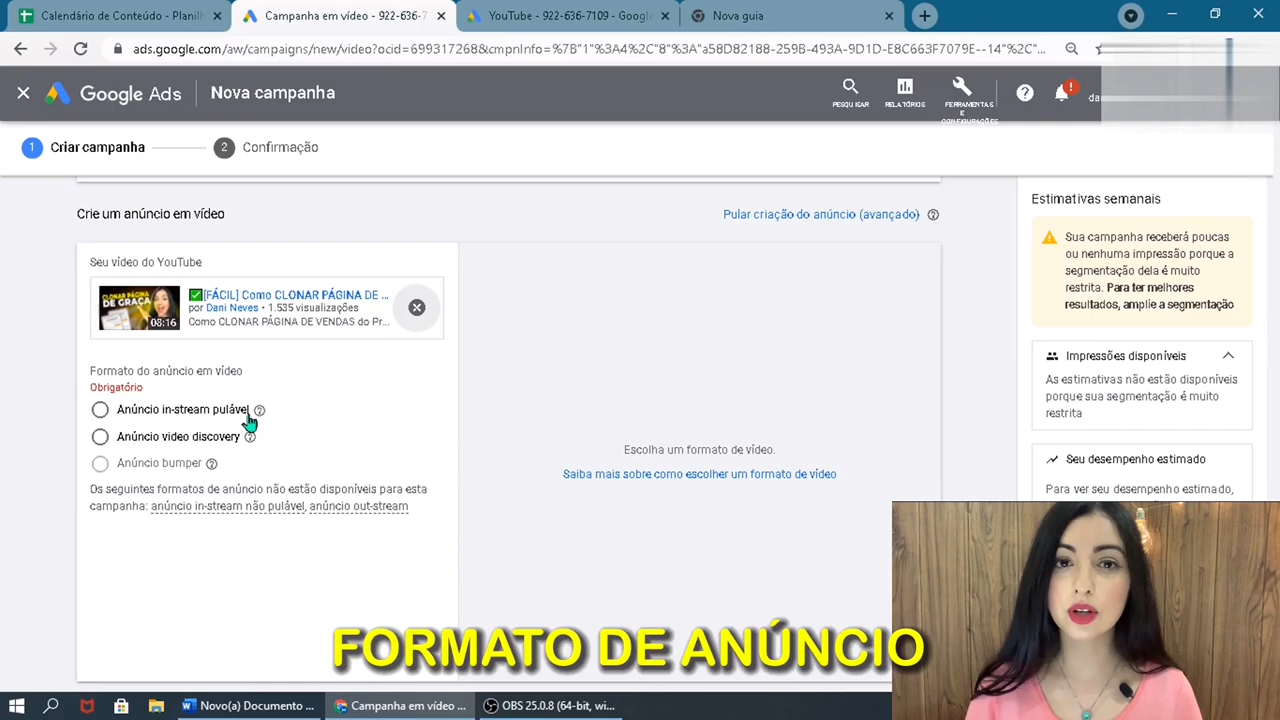 Calendário de Conteúdo - Planilh
Campanha em vídeo - 922-636-7
YouTube - 922-636-7109 - Google
Nova guia
ads.google.com/aw/campaigns/new/video?ocid=699317268&cmpnInfo=%7B"1"%3A4%2C"8"%3A"a58D82188-259B-493A-9D1D-E8C663F7079E--14"%2C"...
Google Ads
Nova campanha
PESQUISAR
RELATÓRIOS
FERRAMENTAS
E
CONFIGURAÇÕES
!
da
1 Criar campanha
2 Confirmação
Crie um anúncio em vídeo
Pular criação do anúncio (avançado)
Seu vídeo do YouTube
CLONAR PÁGINA
DE GRAÇA
08:16
✅[FÁCIL] Como CLONAR PÁGINA DE ...
por Dani Neves • 1.535 visualizações
Como CLONAR PÁGINA DE VENDAS do Pr...
Formato do anúncio em vídeo
Obrigatório
Anúncio in-stream pulável
Anúncio video discovery
Anúncio bumper
Os seguintes formatos de anúncio não estão disponíveis para esta
campanha: anúncio in-stream não pulável, anúncio out-stream
Escolha um formato de vídeo.
Saiba mais sobre como escolher um formato de vídeo
Estimativas semanais
Sua campanha receberá poucas
ou nenhuma impressão porque a
segmentação dela é muito
restrita. Para ter melhores
resultados, amplie a segmentação
Impressões disponíveis
As estimativas não estão disponíveis
porque sua segmentação é muito
restrita
Seu desempenho estimado
Para ver seu desempenho estimado,
FORMATO DE ANÚNCIO
Novo(a) Documento ...
Campanha em vídeo ...
OBS 25.0.8 (64-bit, wi...